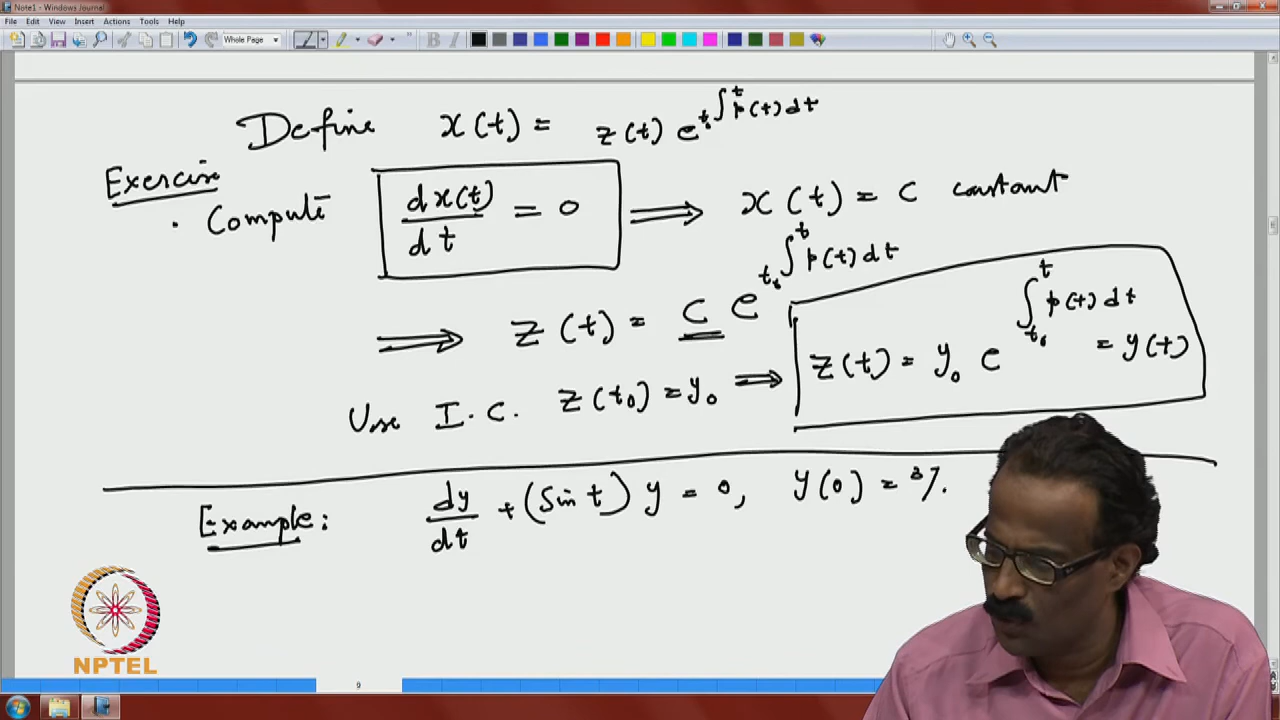 Note1 - Windows Journal
File Edit View Insert Actions Tools Help
Whole Page
B I
Define x(t) = z(t) e^{∫_{t₀}^{t} p(t) dt}
Exercise
· Compute dx(t)/dt = 0 ⟹ x(t) = C constant
⟹ z(t) = C e^{∫_{t₀}^{t} p(t) dt}
Use I.C. z(t₀) = y₀ ⟹ z(t) = y₀ e^{∫_{t₀}^{t} p(t) dt} = y(t)
Example: dy/dt + (Sin t) y = 0, y(0) = 3/.
NPTEL
9